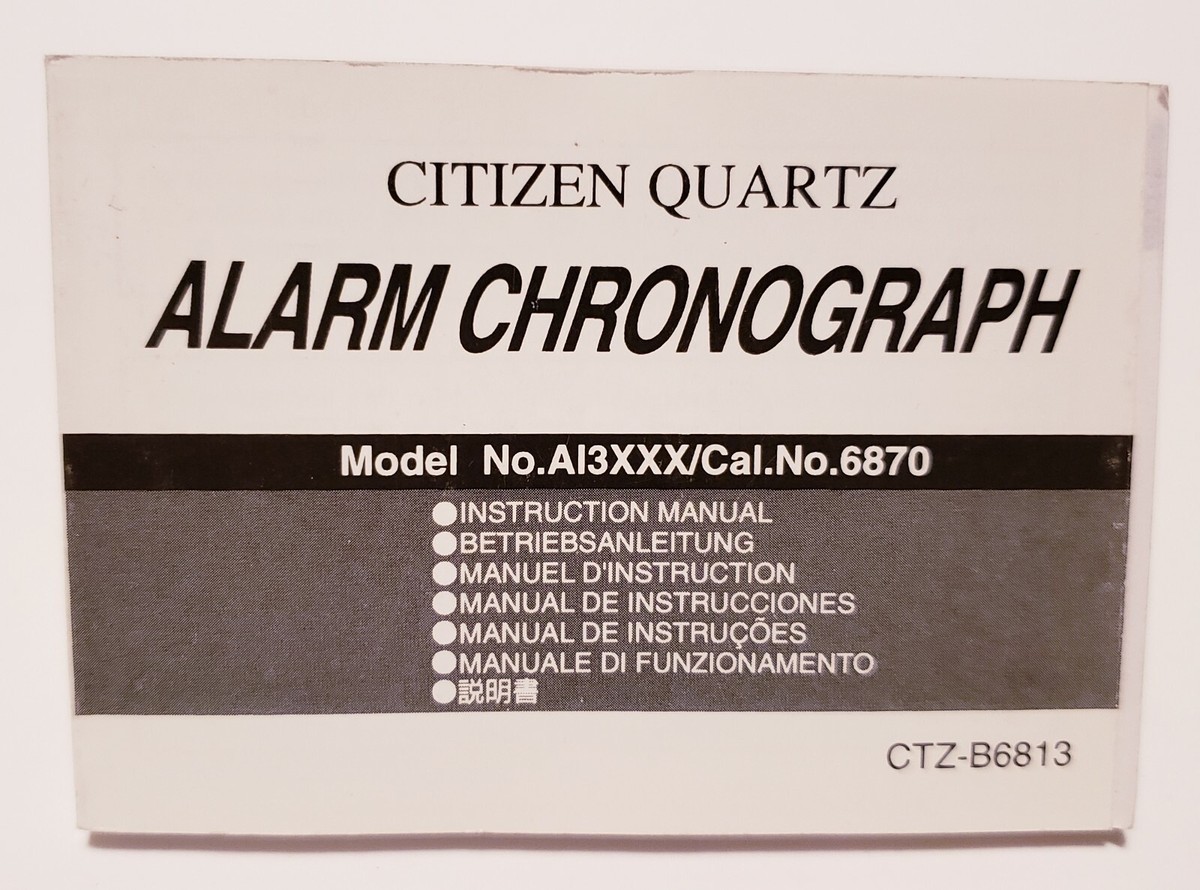 CITIZEN QUARTZ
ALARM CHRONOGRAPH
Model No.AI3XXX/Cal.No.6870
●INSTRUCTION MANUAL
●BETRIEBSANLEITUNG
●MANUEL D'INSTRUCTION
●MANUAL DE INSTRUCCIONES
●MANUAL DE INSTRUÇÕES
●MANUALE DI FUNZIONAMENTO
●説明書
CTZ-B6813